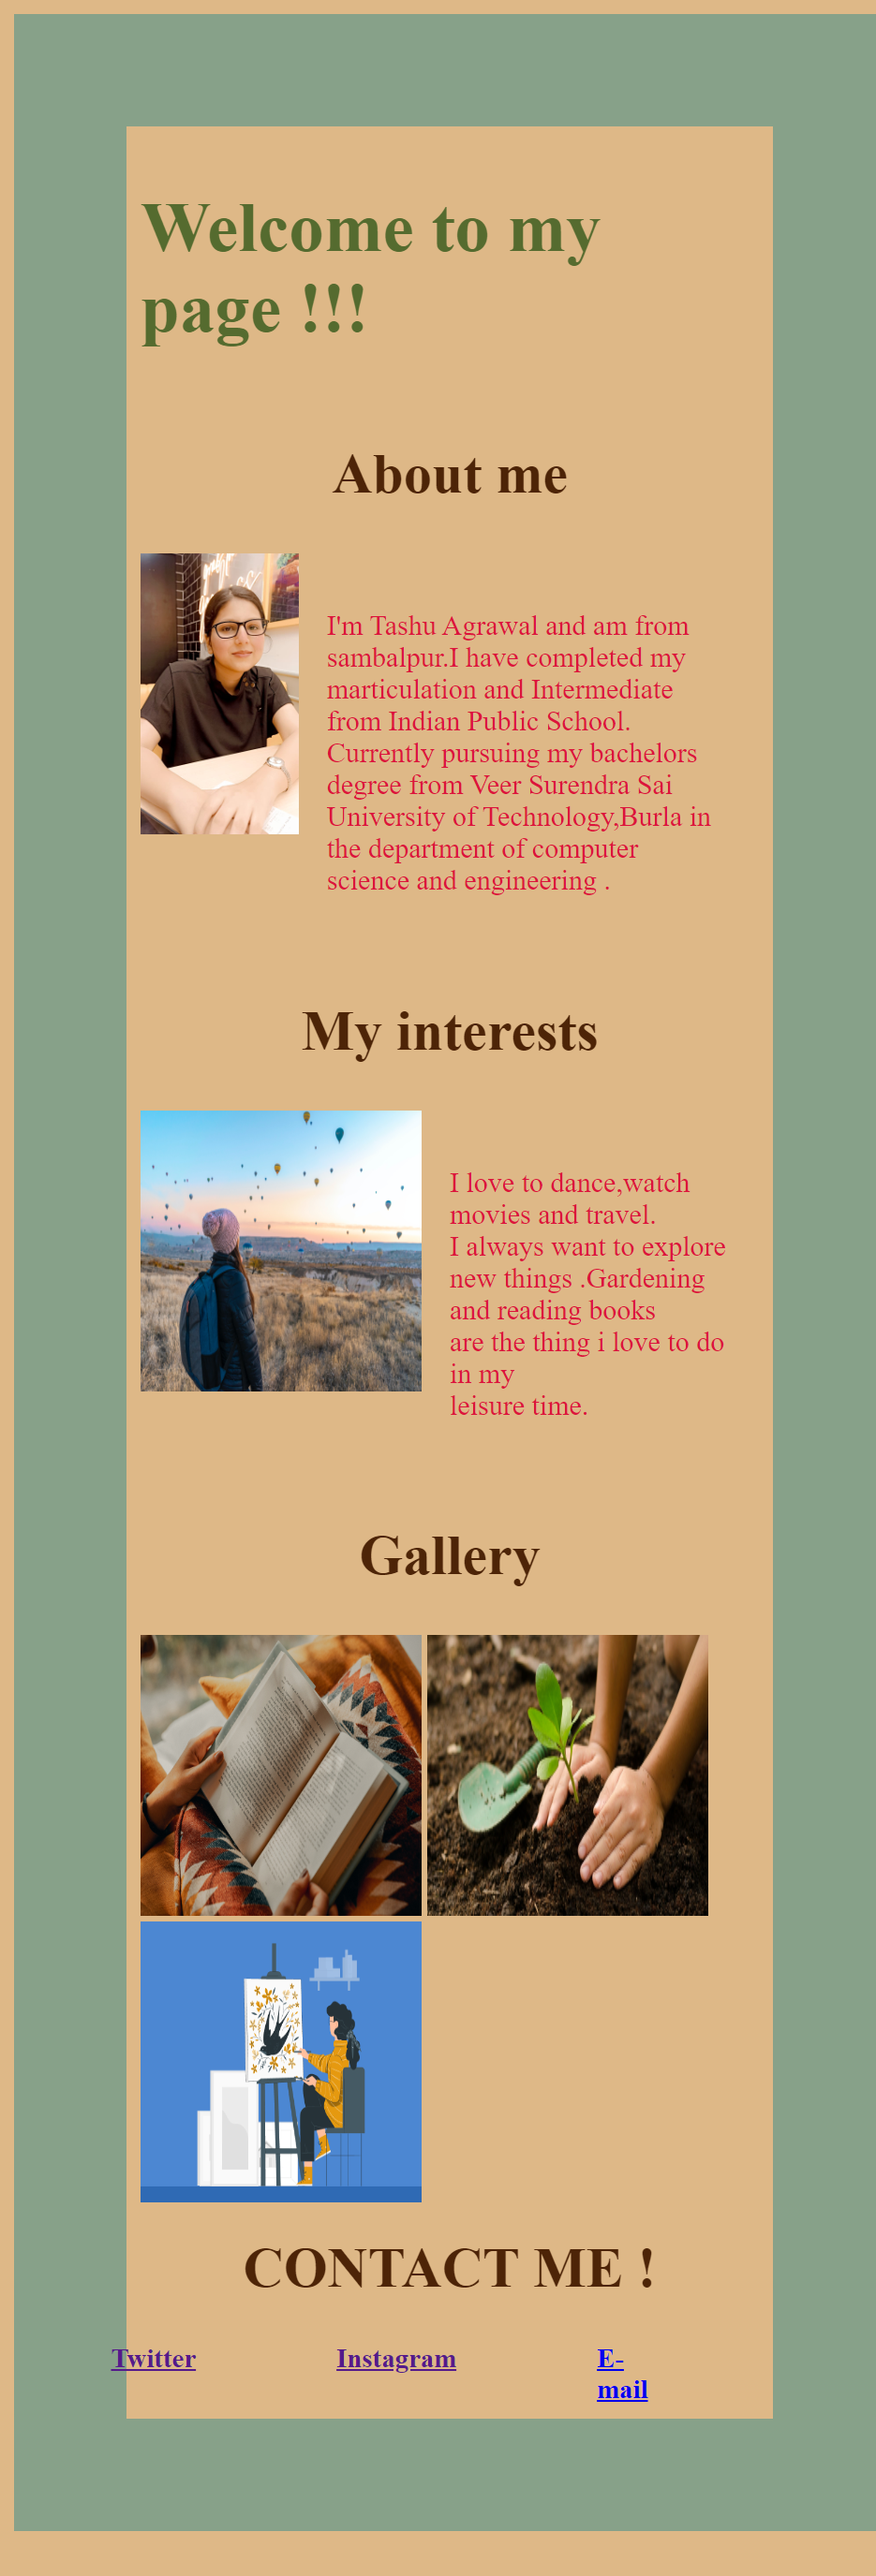 Welcome to my
page !!!
About me
I'm Tashu Agrawal and am from
sambalpur.I have completed my
marticulation and Intermediate
from Indian Public School.
Currently pursuing my bachelors
degree from Veer Surendra Sai
University of Technology,Burla in
the department of computer
science and engineering .
My interests
I love to dance,watch
movies and travel.
I always want to explore
new things .Gardening
and reading books
are the thing i love to do
in my
leisure time.
Gallery
CONTACT ME !
Twitter
Instagram
E-
mail